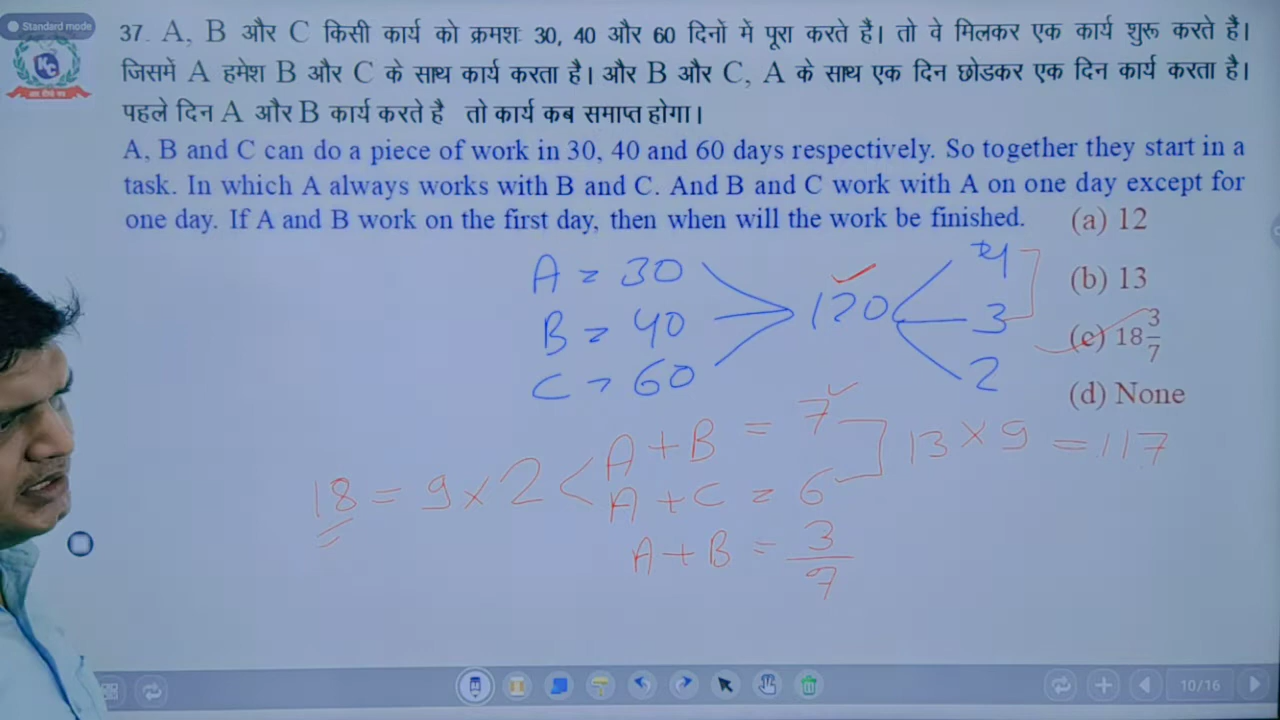 Standard mode
37. A, B और C किसी कार्य को क्रमशः 30, 40 और 60 दिनों में पूरा करते है। तो वे मिलकर एक कार्य शुरू करते है।
जिसमें A हमेश B और C के साथ कार्य करता है। और B और C, A के साथ एक दिन छोडकर एक दिन कार्य करता है।
पहले दिन A और B कार्य करते है तो कार्य कब समाप्त होगा।
A, B and C can do a piece of work in 30, 40 and 60 days respectively. So together they start in a
task. In which A always works with B and C. And B and C work with A on one day except for
one day. If A and B work on the first day, then when will the work be finished.
(a) 12
(b) 13
(c) 18 3/7
(d) None
A = 30
B = 40
C = 60
120
4
3
2
A + B = 7
A + C = 6
13 × 9 = 117
18 = 9 × 2
A + B = 3/7
KC
10/16